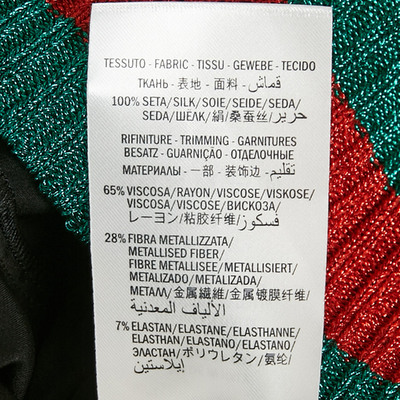 TESSUTO - FABRIC - TISSU - GEWEBE - TECIDO
ТКАНЬ - 表地 - 面料 - قماش
100% SETA/SILK/SOIE/SEIDE/SEDA/
SEDA/ШЕЛК/絹/桑蚕丝/حرير
RIFINITURE - TRIMMING - GARNITURES
BESATZ - GUARNIÇÃO - ОТДЕЛОЧНЫЕ
МАТЕРИАЛЫ - 一部 - 装饰边 - تقليم
65% VISCOSA/RAYON/VISCOSE/VISKOSE/
VISCOSA/VISCOSE/ВИСКОЗА/
レーヨン/粘胶纤维/فسكوز
28% FIBRA METALLIZZATA/
METALLISED FIBER/
FIBRE METALLISEE/METALLISIERT/
METALIZADO/METALIZADA/
МЕТАЛЛ/金属繊維/金属镀膜纤维/
الألياف المعدنية
7% ELASTAN/ELASTANE/ELASTHANNE/
ELASTHAN/ELASTANO/ELASTANO/
ЭЛАСТАН/ポリウレタン/氨纶/
إيلاستين